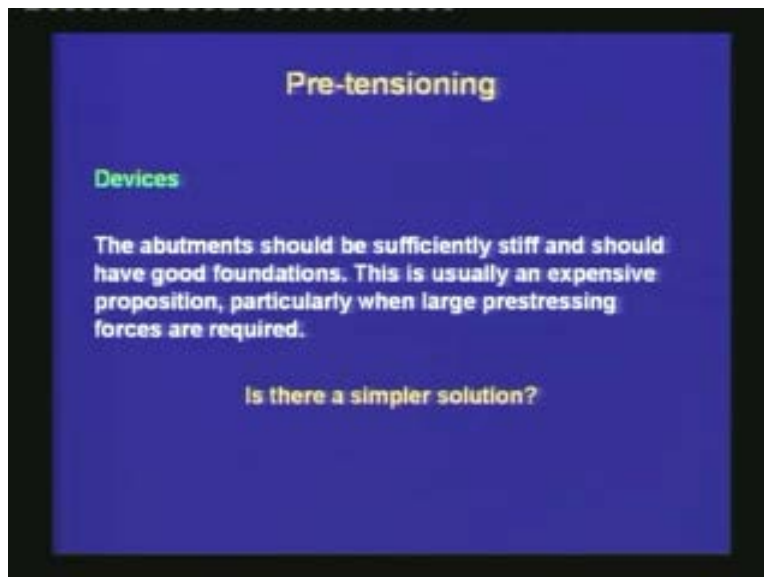 Pre-tensioning
Devices
The abutments should be sufficiently stiff and should
have good foundations. This is usually an expensive
proposition, particularly when large prestressing
forces are required.
Is there a simpler solution?